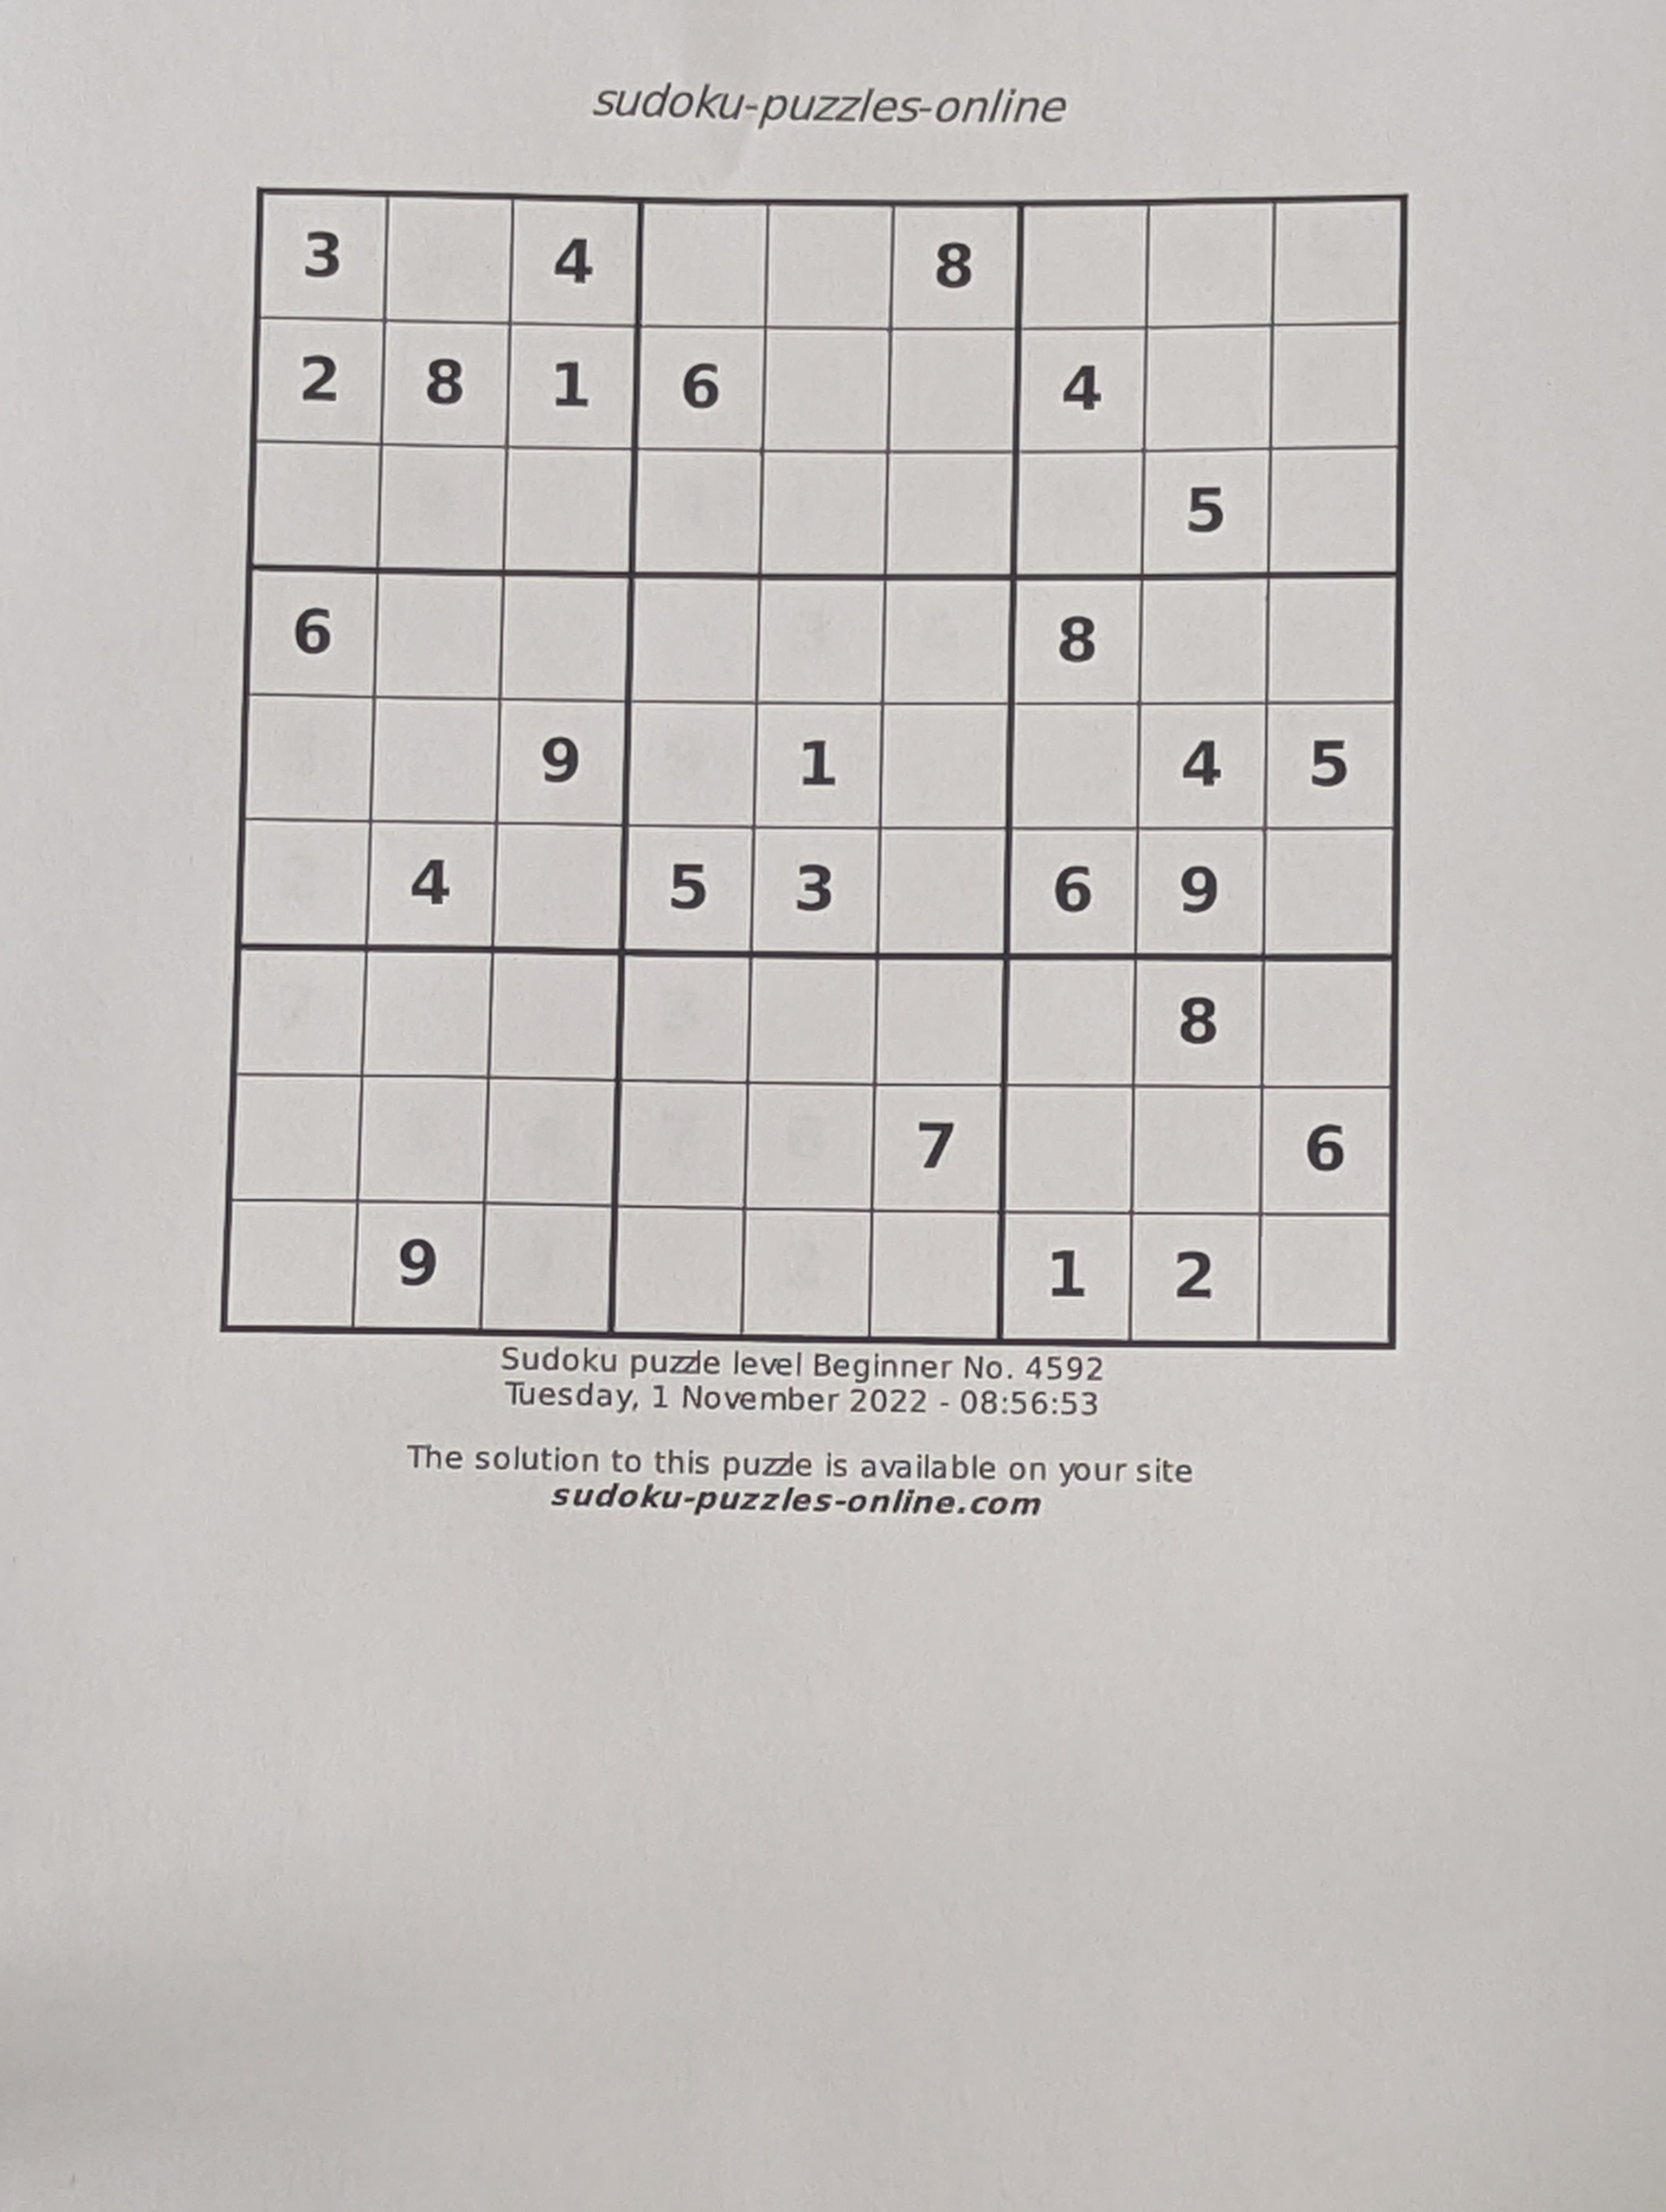 sudoku-puzzles-online
3 4 8
2 8 1 6 4
5
6 8
9 1 4 5
4 5 3 6 9
8
7 6
9 1 2
Sudoku puzzle level Beginner No. 4592
Tuesday, 1 November 2022 - 08:56:53
The solution to this puzzle is available on your site
sudoku-puzzles-online.com